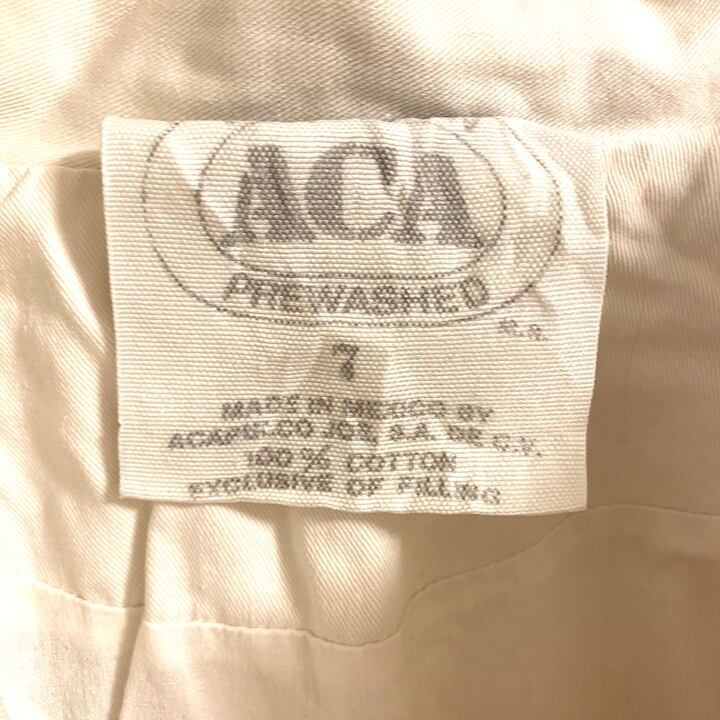 ACA
PREWASHED
7
MADE IN MEXICO BY
ACAPULCO JOE, S.A. DE C.V.
100 % COTTON
EXCLUSIVE OF FILLING